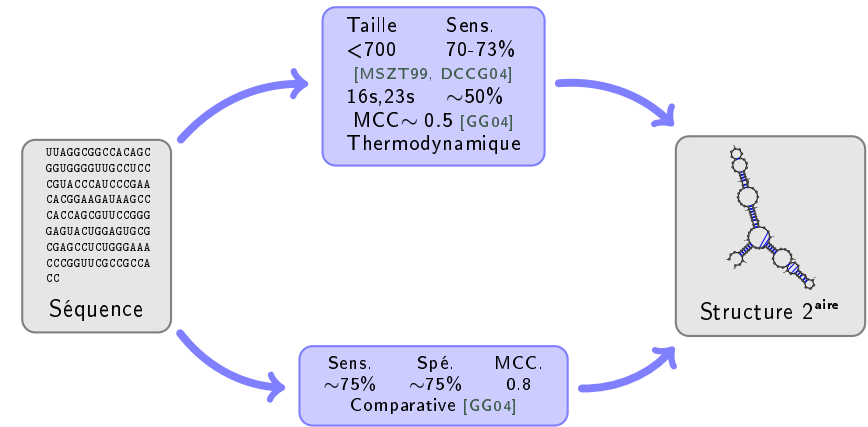 Taille Sens.
<700 70-73%
[MSZT99, DCCG04]
16s,23s ∼50%
MCC∼ 0.5 [GG04]
Thermodynamique
UUAGGCGGCCACAGC
GGUGGGGUUGCCUCC
CGUACCCAUCCCGAA
CACGGAAGAUAAGCC
CACCAGCGUUCCGGG
GAGUACUGGAGUGCG
CGAGCCUCUGGGAAA
CCCGGUUCGCCGCCA
CC
Séquence
Structure 2aire
Sens. Spé. MCC.
∼75% ∼75% 0.8
Comparative [GG04]